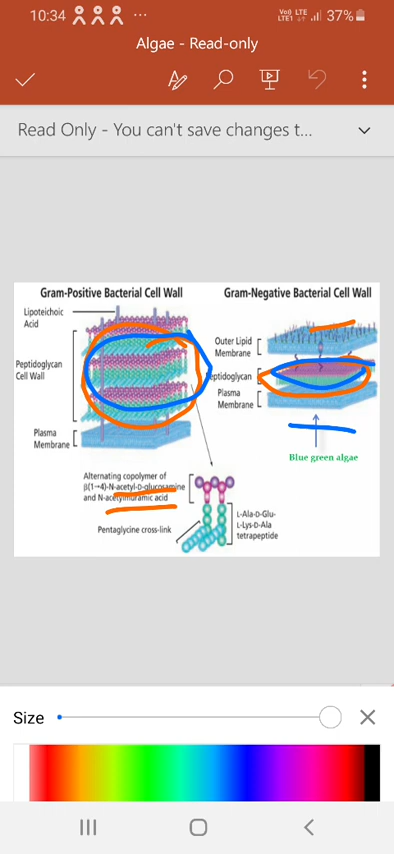 10:34
Vo)) LTE
LTE1
37%
Algae - Read-only
Read Only - You can't save changes t...
Gram-Positive Bacterial Cell Wall
Gram-Negative Bacterial Cell Wall
Lipoteichoic
Acid
Peptidoglycan
Cell Wall
Plasma
Membrane
Outer Lipid
Membrane
Peptidoglycan
Plasma
Membrane
Blue green algae
Alternating copolymer of
β(1→4)-N-acetyl-D-glucosamine
and N-acetylmuramic acid
Pentaglycine cross-link
L-Ala-D-Glu-
L-Lys-D-Ala
tetrapeptide
Size